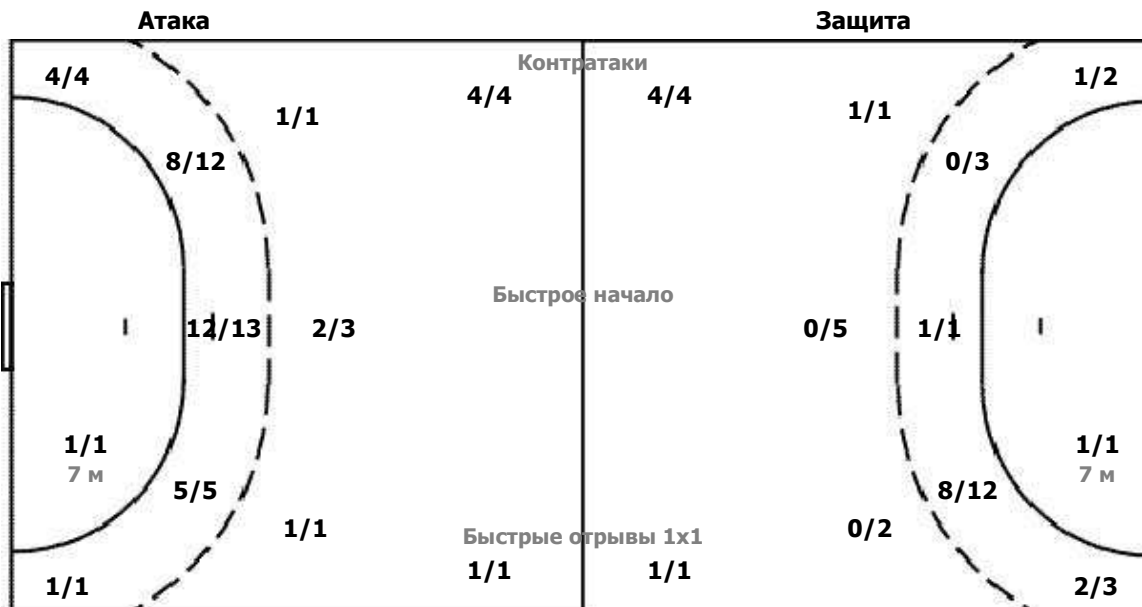 Атака Защита
Контратаки
4/4 1/2
4/4 4/4
1/1 1/1
8/12 0/3
Быстрое начало
12/13 2/3 0/5 1/1
1/1 1/1
7 м 7 м
5/5 8/12
1/1 0/2
Быстрые отрывы 1x1
1/1 1/1
1/1 2/3